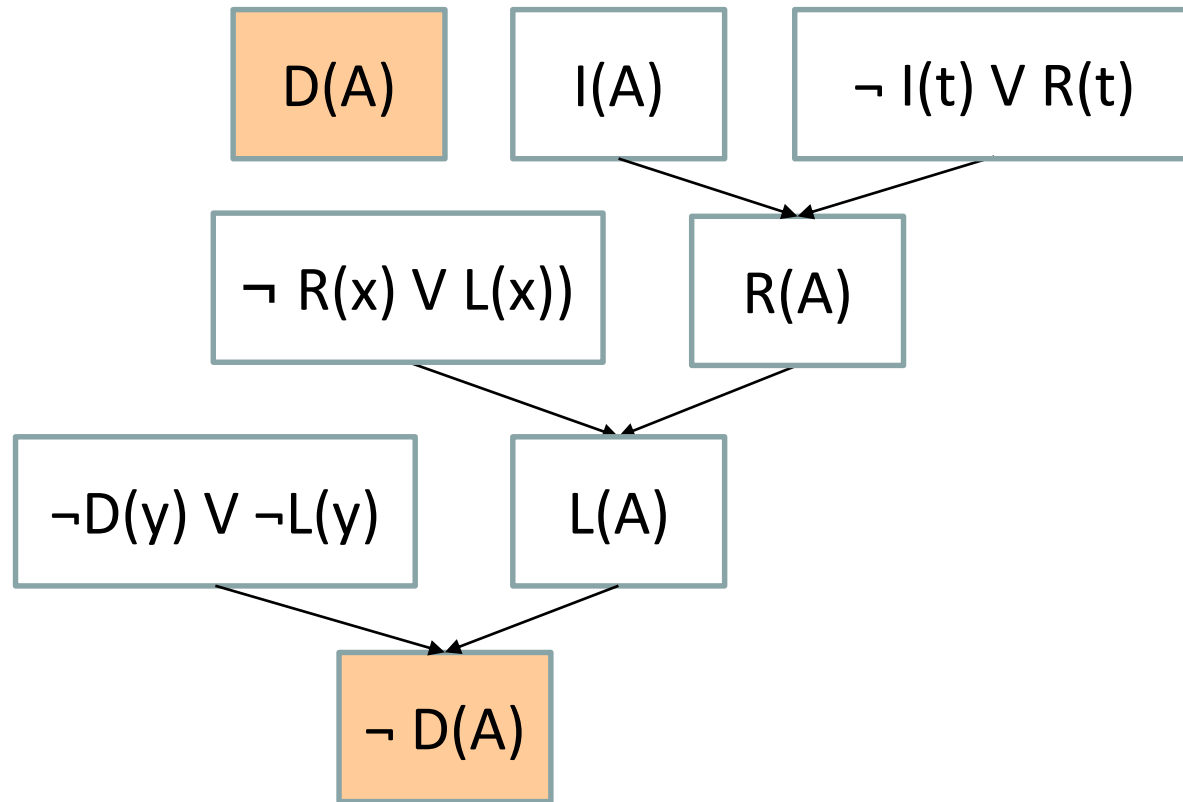 D(A)
I(A)
¬ I(t) V R(t)
¬ R(x) V L(x))
R(A)
¬D(y) V ¬L(y)
L(A)
¬ D(A)